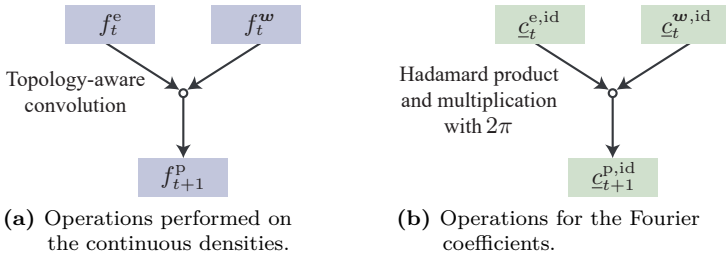 f_t^e f_t^w
Topology-aware
convolution
f_{t+1}^p
(a) Operations performed on
the continuous densities.
c_t^{e,id} c_t^{w,id}
Hadamard product
and multiplication
with 2π
c_{t+1}^{p,id}
(b) Operations for the Fourier
coefficients.